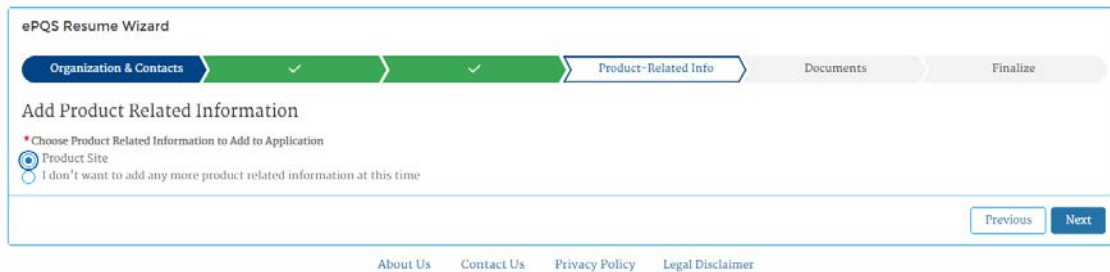 ePQS Resume Wizard
Organization & Contacts
Product-Related Info
Documents
Finalize
Add Product Related Information
*Choose Product Related Information to Add to Application
Product Site
I don't want to add any more product related information at this time
Previous
Next
About Us
Contact Us
Privacy Policy
Legal Disclaimer